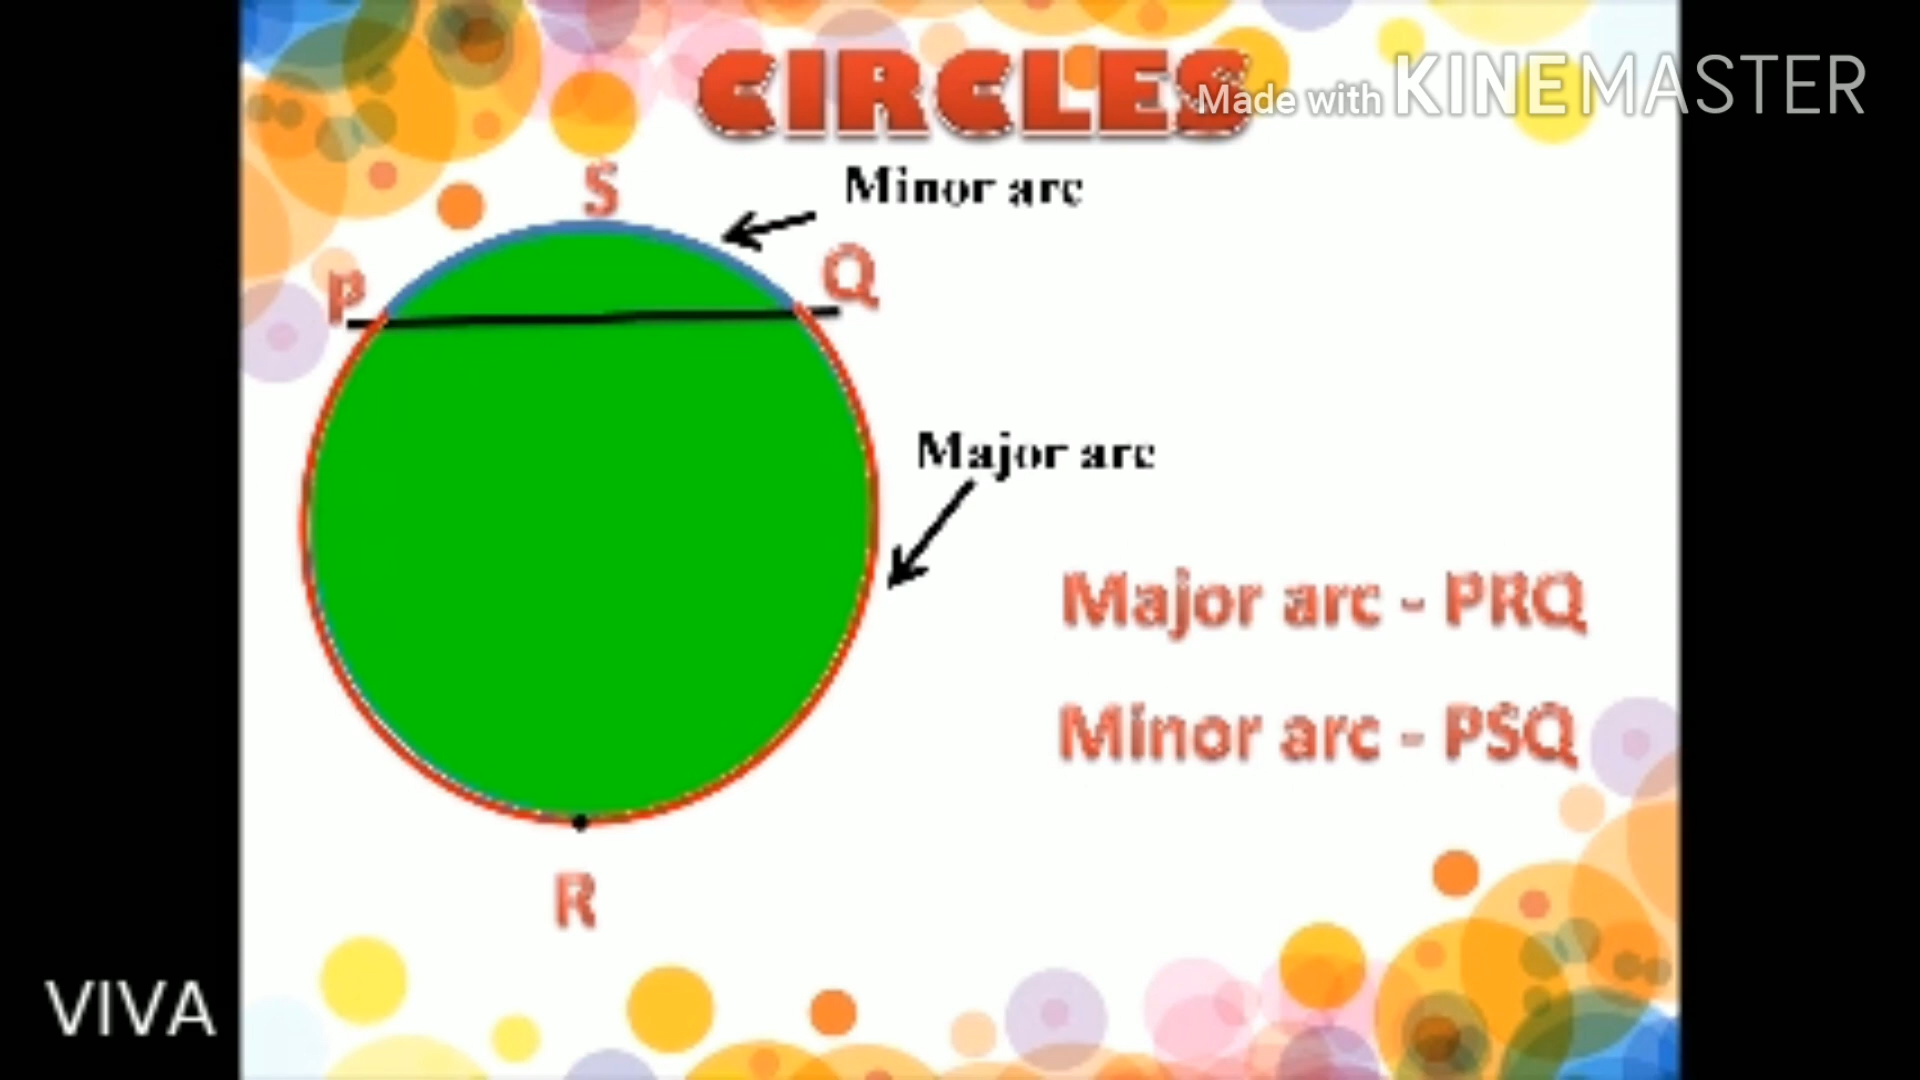 CIRCLES
Made with KINEMASTER
S
Minor arc
P
Q
Major arc
Major arc - PRQ
Minor arc - PSQ
R
VIVA